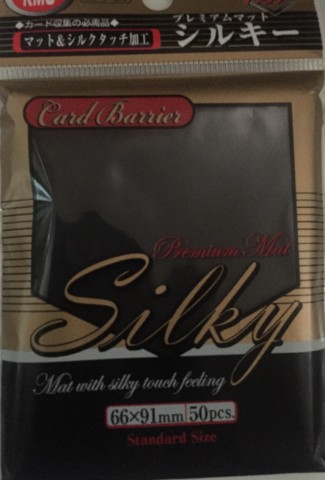 KMC
◆カード収集の必需品◆
マット&シルクタッチ加工
プレミアムマット
シルキー
Card Barrier
Premium Mat
Silky
Mat with silky touch feeling
66×91mm 50pcs.
Standard Size